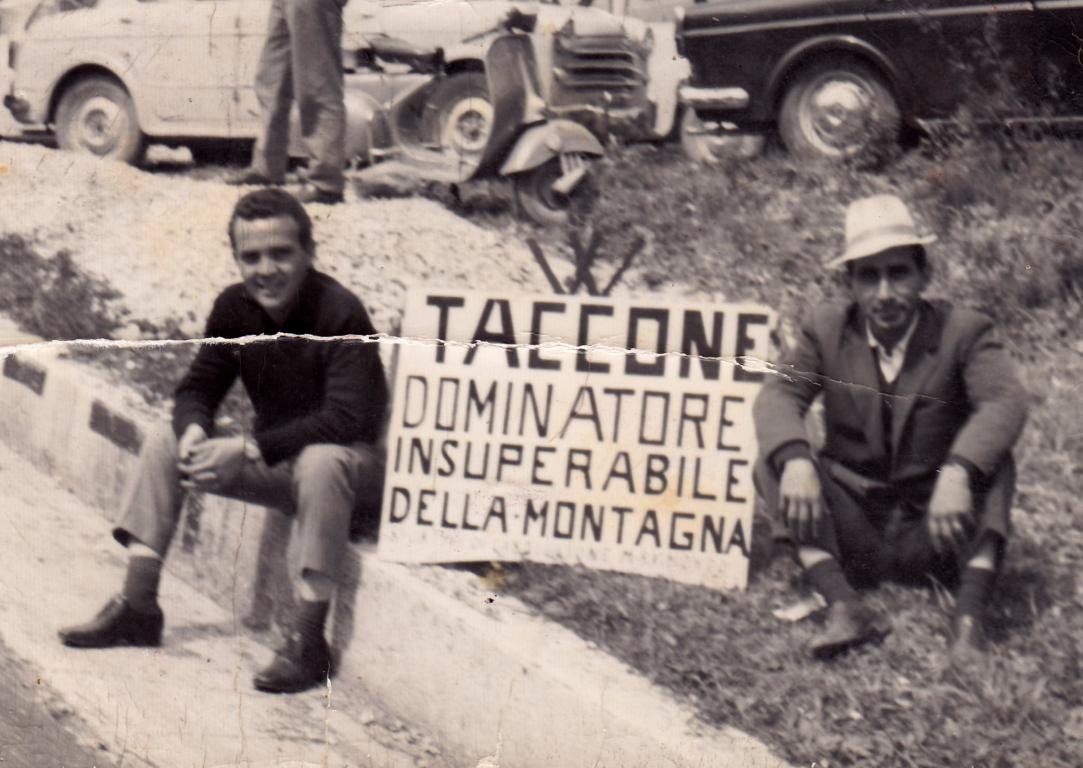 TACCONE
DOMINATORE
INSUPERABILE
DELLA·MONTAGNA